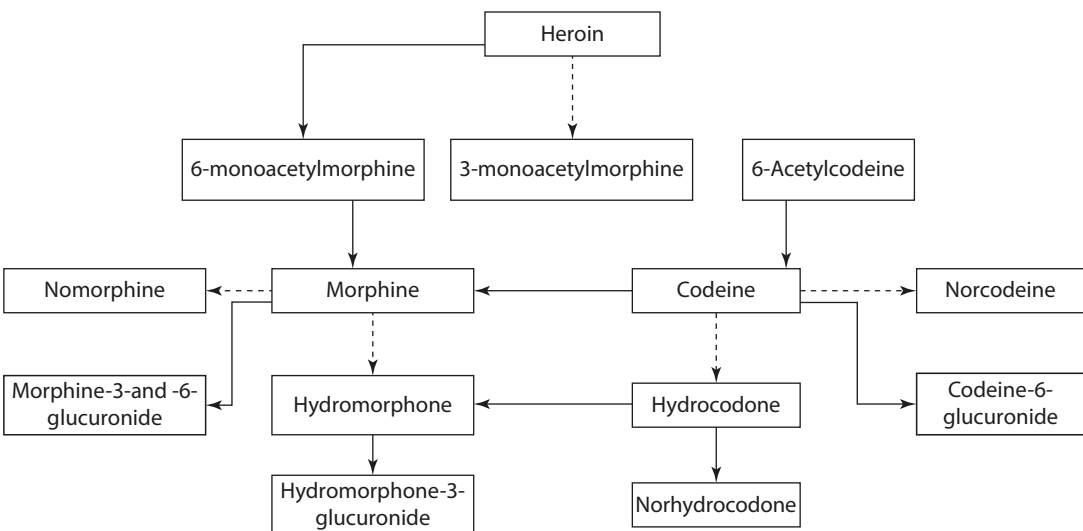 Heroin
6-monoacetylmorphine
3-monoacetylmorphine
6-Acetylcodeine
Nomorphine
Morphine
Codeine
Norcodeine
Morphine-3-and -6-
glucuronide
Hydromorphone
Hydrocodone
Codeine-6-
glucuronide
Hydromorphone-3-
glucuronide
Norhydrocodone